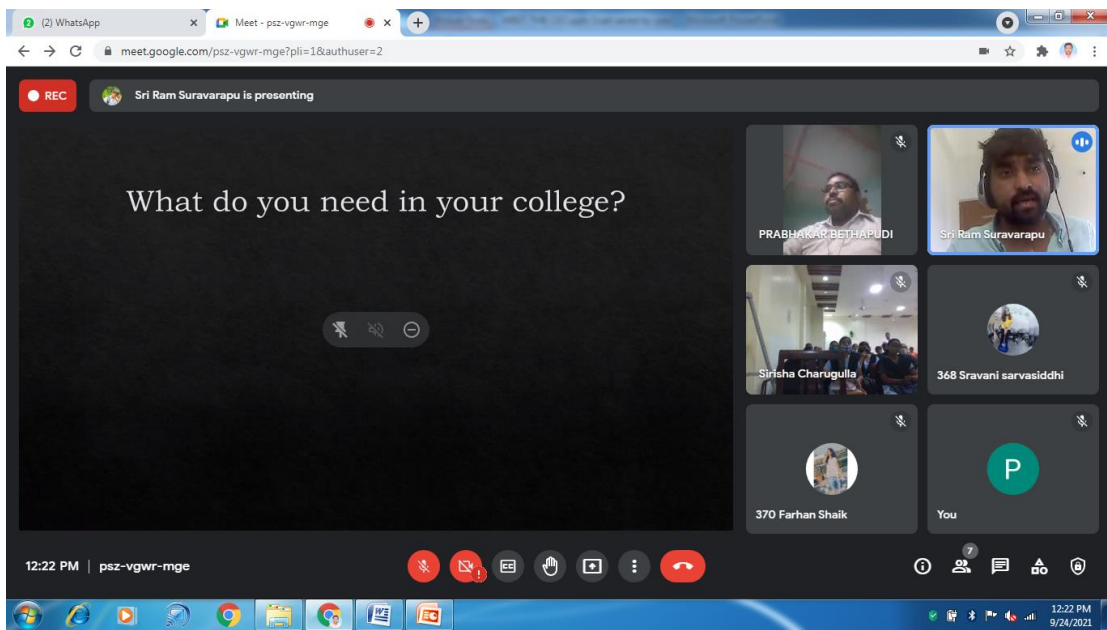 (2) WhatsApp
Meet - psz-vgwr-mge
meet.google.com/psz-vgwr-mge?pli=1&authuser=2
REC
Sri Ram Suravarapu is presenting
What do you need in your college?
PRABHAKAR BETHAPUDI
Sri Ram Suravarapu
Sirisha Charugulla
368 Sravani sarvasiddhi
370 Farhan Shaik
P
You
12:22 PM | psz-vgwr-mge
CC
7
12:22 PM
9/24/2021